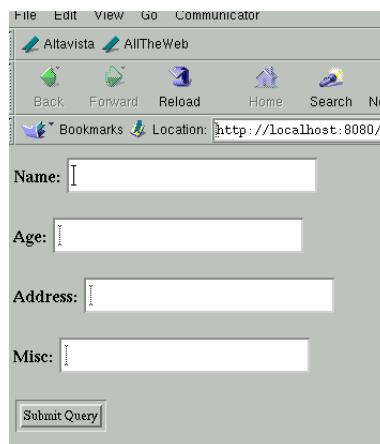 File Edit View Go Communicator
Altavista AllTheWeb
Back Forward Reload Home Search
Bookmarks Location: http://localhost:8080/
Name:
Age:
Address:
Misc:
Submit Query